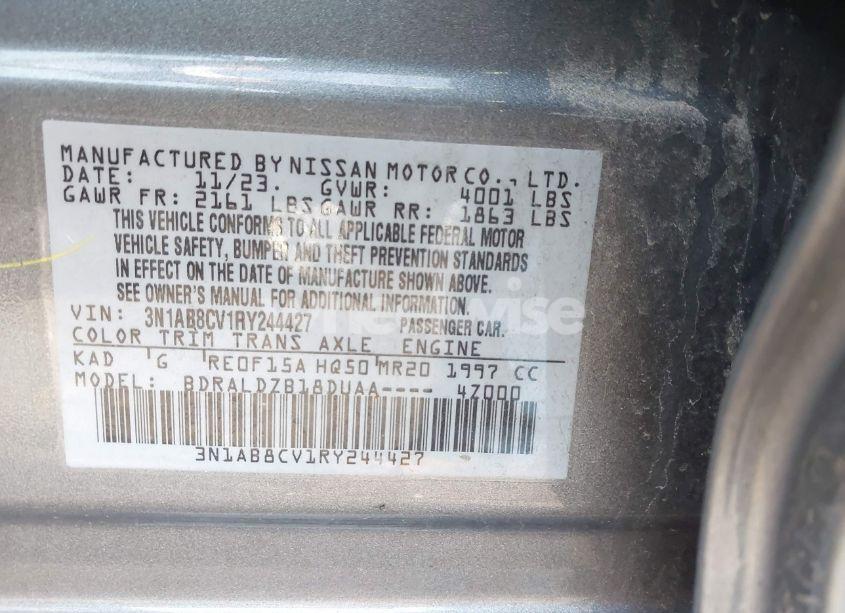 MANUFACTURED BY NISSAN MOTOR CO., LTD.
DATE: 11/23. GVWR: 4001 LBS
GAWR FR: 2161 LBS GAWR RR: 1863 LBS
THIS VEHICLE CONFORMS TO ALL APPLICABLE FEDERAL MOTOR
VEHICLE SAFETY, BUMPER AND THEFT PREVENTION STANDARDS
IN EFFECT ON THE DATE OF MANUFACTURE SHOWN ABOVE.
SEE OWNER'S MANUAL FOR ADDITIONAL INFORMATION.
VIN: 3N1AB8CV1RY244427 PASSENGER CAR.
COLOR TRIM TRANS AXLE ENGINE
KAD G RE0F15A HQ50 MR20 1997 CC
MODEL: BDRALDZB18DUAA---- 4Z000
3N1AB8CV1RY244427